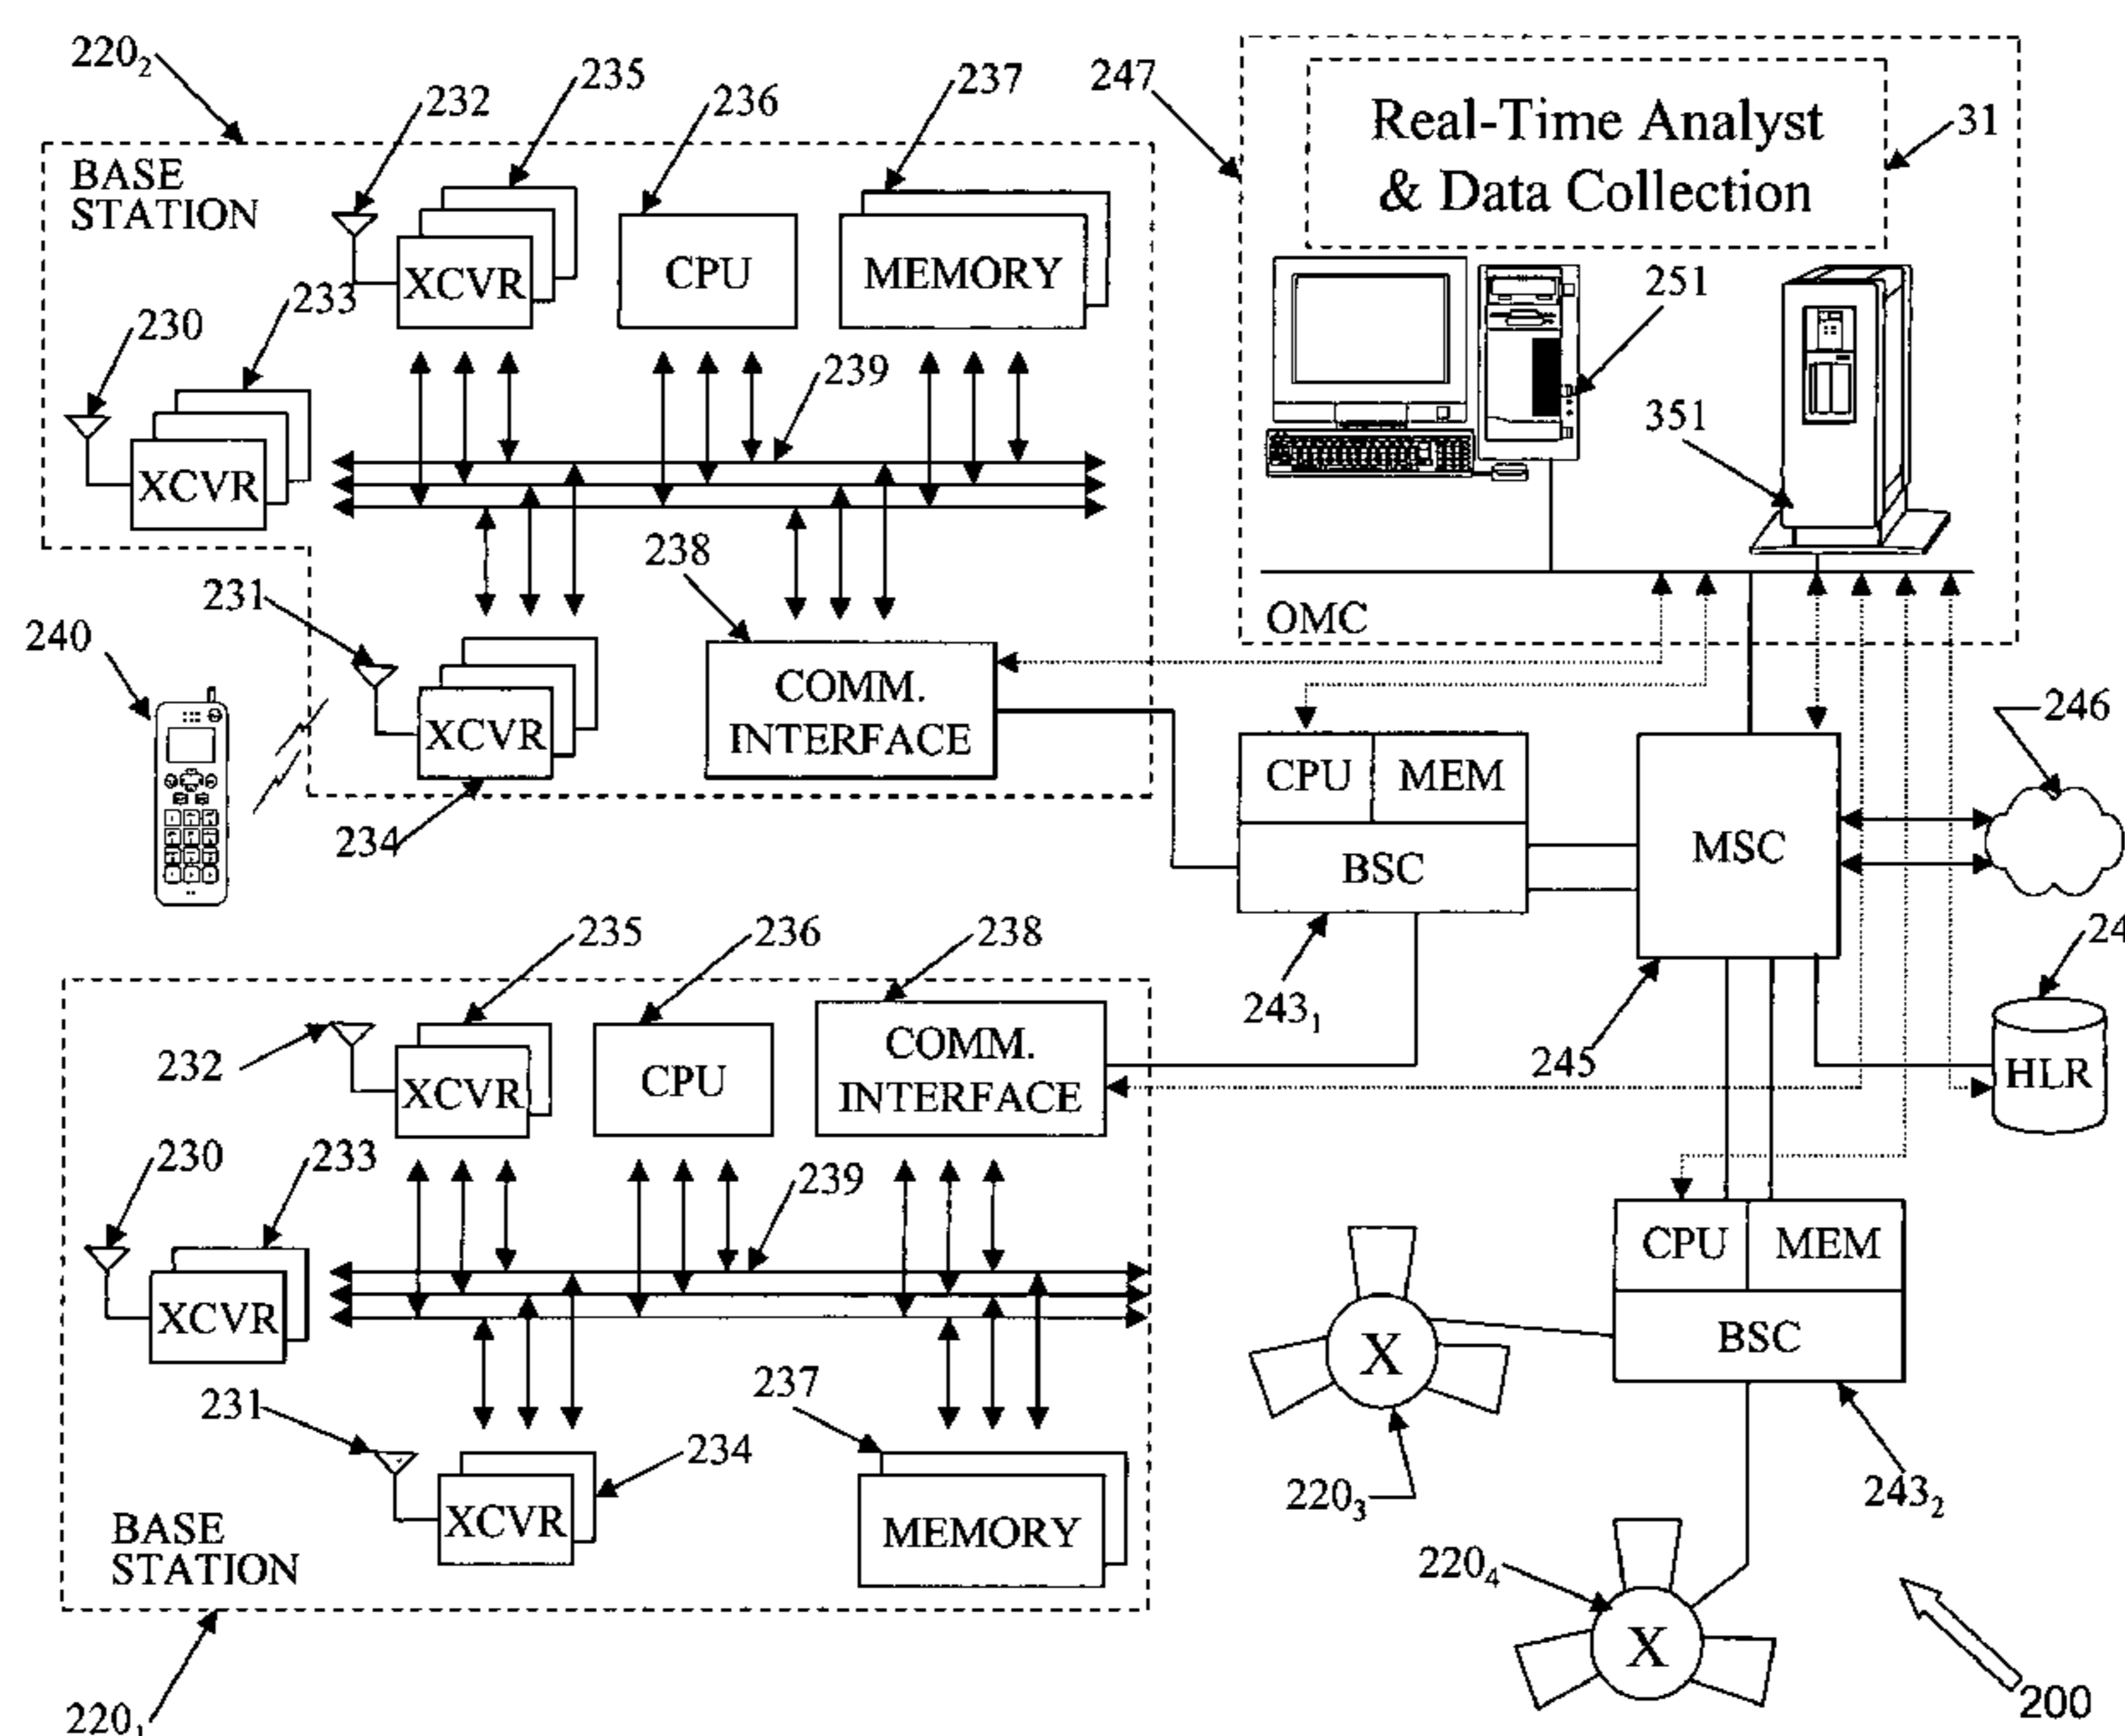 220₂
232
235
236
237
BASE
STATION
XCVR
CPU
MEMORY
230
233
239
XCVR
238
231
240
XCVR
COMM.
INTERFACE
234
247
Real-Time Analyst
& Data Collection
31
251
351
OMC
246
CPU
MEM
BSC
MSC
243₁
245
HLR
235
236
238
232
XCVR
CPU
COMM.
INTERFACE
230
233
239
XCVR
231
234
237
XCVR
MEMORY
BASE
STATION
220₁
CPU
MEM
BSC
X
220₃
243₂
220₄
X
200